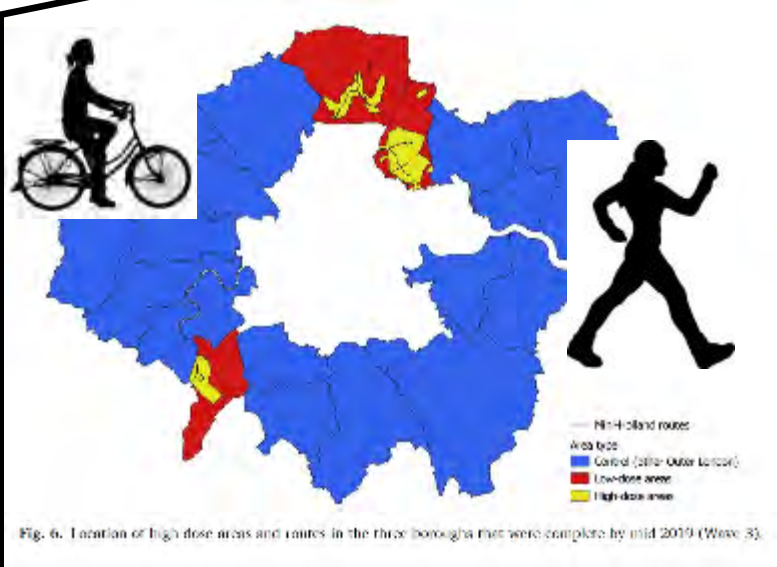 Mini-Holland routes
Area type
Control (other Outer London)
Low-dose areas
High-dose areas
Fig. 6. Location of high dose areas and routes in the three boroughs that were complete by mid 2019 (Wave 3).